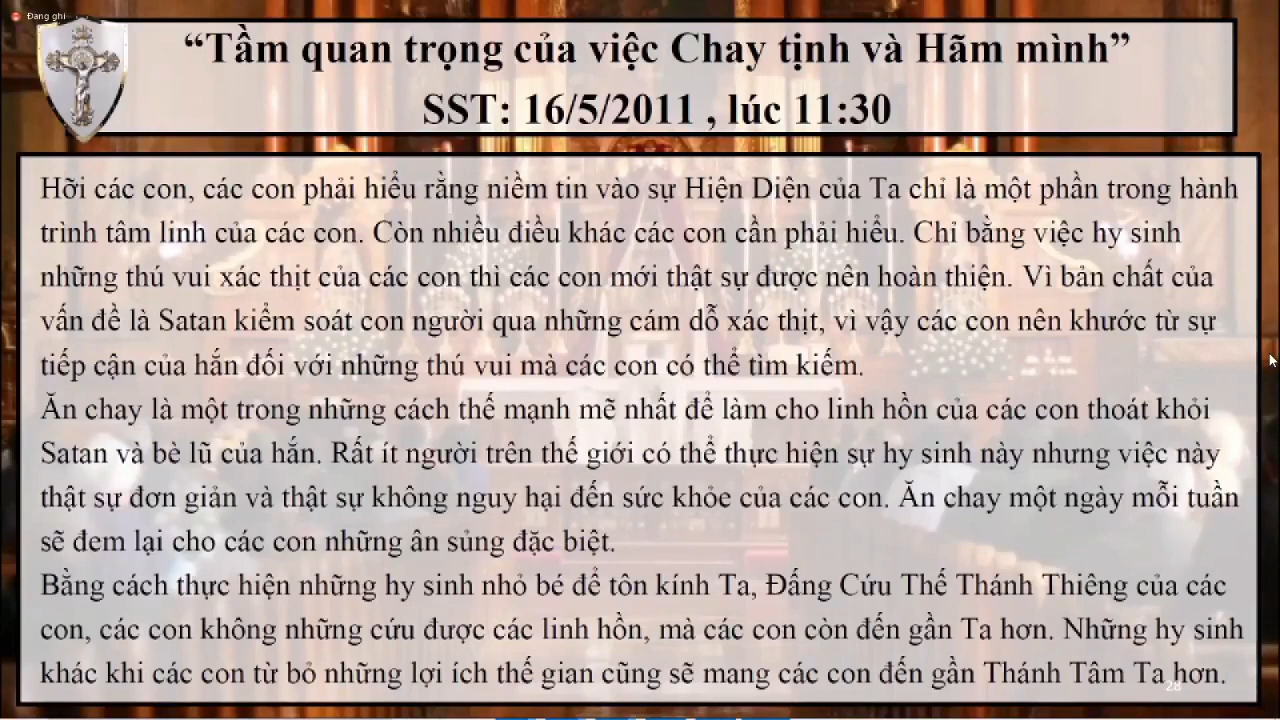 Đang ghi
“Tầm quan trọng của việc Chay tịnh và Hãm mình”
SST: 16/5/2011 , lúc 11:30
Hỡi các con, các con phải hiểu rằng niềm tin vào sự Hiện Diện của Ta chỉ là một phần trong hành
trình tâm linh của các con. Còn nhiều điều khác các con cần phải hiểu. Chỉ bằng việc hy sinh
những thú vui xác thịt của các con thì các con mới thật sự được nên hoàn thiện. Vì bản chất của
vấn đề là Satan kiểm soát con người qua những cám dỗ xác thịt, vì vậy các con nên khước từ sự
tiếp cận của hắn đối với những thú vui mà các con có thể tìm kiếm.
Ăn chay là một trong những cách thế mạnh mẽ nhất để làm cho linh hồn của các con thoát khỏi
Satan và bè lũ của hắn. Rất ít người trên thế giới có thể thực hiện sự hy sinh này nhưng việc này
thật sự đơn giản và thật sự không nguy hại đến sức khỏe của các con. Ăn chay một ngày mỗi tuần
sẽ đem lại cho các con những ân sủng đặc biệt.
Bằng cách thực hiện những hy sinh nhỏ bé để tôn kính Ta, Đấng Cứu Thế Thánh Thiêng của các
con, các con không những cứu được các linh hồn, mà các con còn đến gần Ta hơn. Những hy sinh
khác khi các con từ bỏ những lợi ích thế gian cũng sẽ mang các con đến gần Thánh Tâm Ta hơn.
28